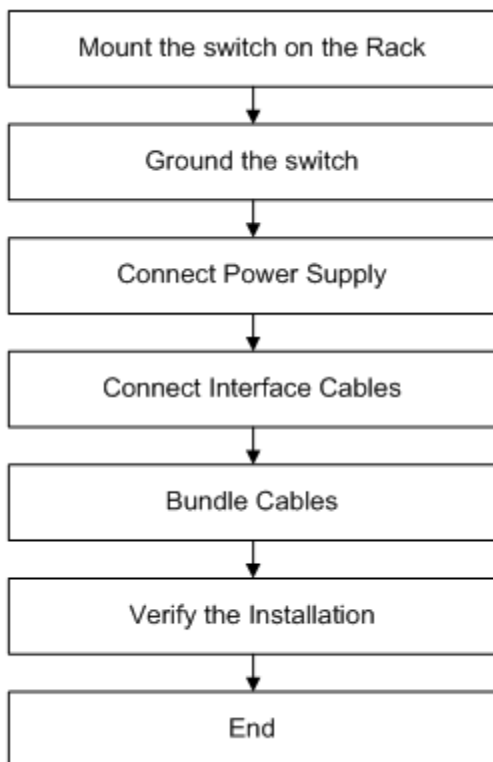 Mount the switch on the Rack
Ground the switch
Connect Power Supply
Connect Interface Cables
Bundle Cables
Verify the Installation
End